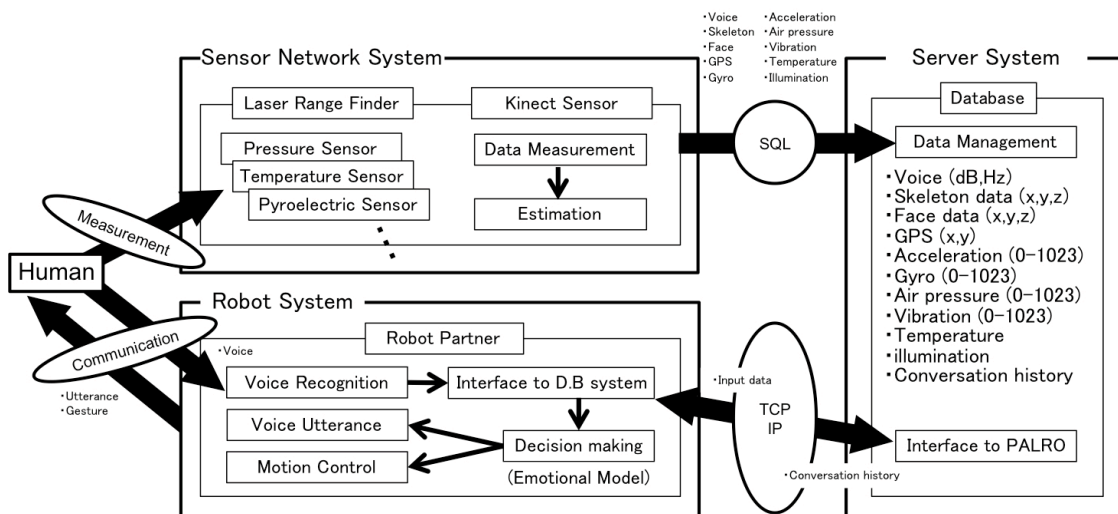 ・Voice
・Skeleton
・Face
・GPS
・Gyro
・Acceleration
・Air pressure
・Vibration
・Temperature
・Illumination
Sensor Network System
Laser Range Finder
Kinect Sensor
Pressure Sensor
Temperature Sensor
Pyroelectric Sensor
Data Measurement
Estimation
SQL
Server System
Database
Data Management
・Voice (dB,Hz)
・Skeleton data (x,y,z)
・Face data (x,y,z)
・GPS (x,y)
・Acceleration (0-1023)
・Gyro (0-1023)
・Air pressure (0-1023)
・Vibration (0-1023)
・Temperature
・illumination
・Conversation history
Interface to PALRO
Measurement
Human
Communication
・Utterance
・Gesture
Robot System
Robot Partner
・Voice
Voice Recognition
Interface to D.B system
Voice Utterance
Decision making
(Emotional Model)
Motion Control
・Input data
TCP
IP
・Conversation history